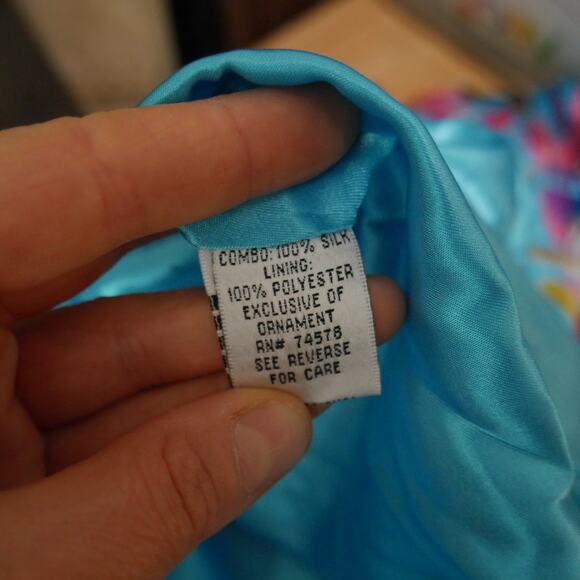 COMBO: 100% SILK
LINING:
100% POLYESTER
EXCLUSIVE OF
ORNAMENT
RN# 74578
SEE REVERSE
FOR CARE